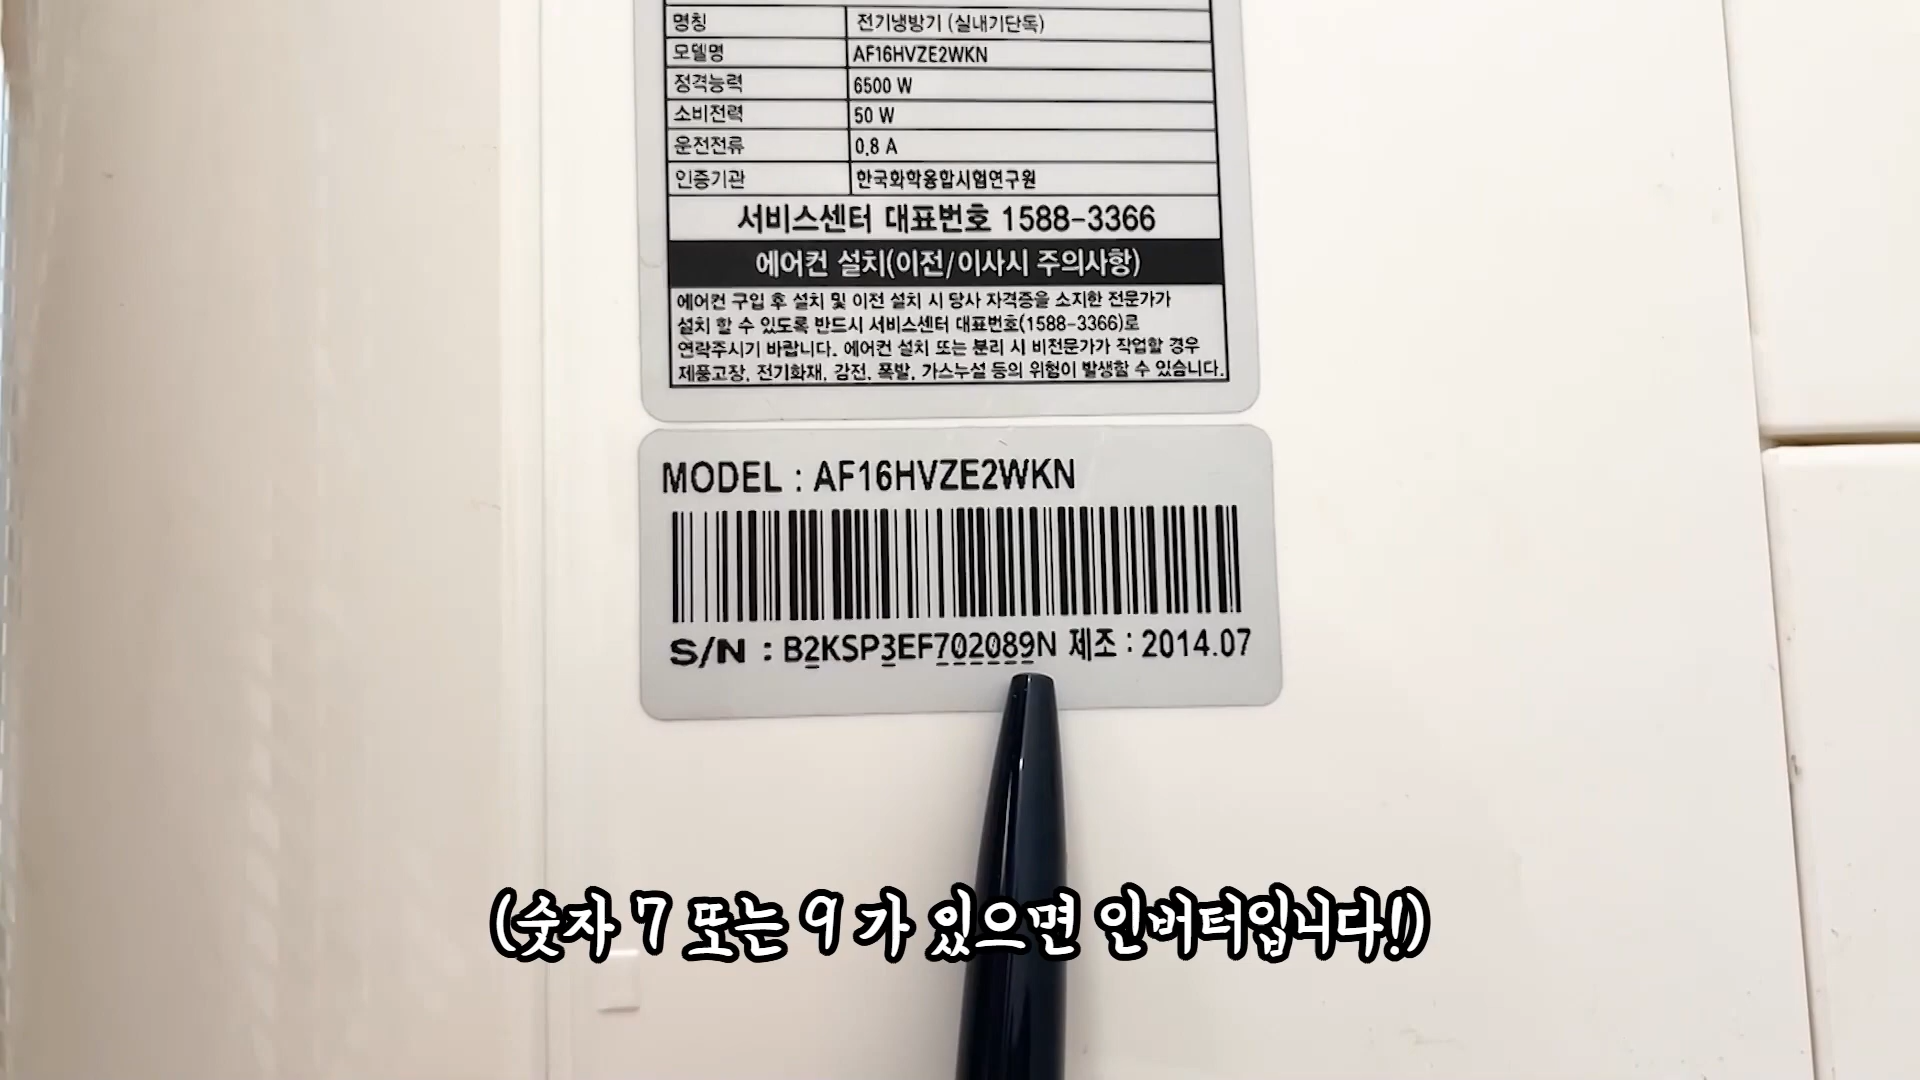 명칭 전기냉방기 (실내기단독)
모델명 AF16HVZE2WKN
정격능력 6500 W
소비전력 50 W
운전전류 0.8 A
인증기관 한국화학융합시험연구원
서비스센터 대표번호 1588-3366
에어컨 설치(이전/이사시 주의사항)
에어컨 구입 후 설치 및 이전 설치 시 당사 자격증을 소지한 전문가가
설치 할 수 있도록 반드시 서비스센터 대표번호(1588-3366)로
연락주시기 바랍니다. 에어컨 설치 또는 분리 시 비전문가가 작업할 경우
제품고장, 전기화재, 감전, 폭발, 가스누설 등의 위험이 발생할 수 있습니다.
MODEL : AF16HVZE2WKN
S/N : B2KSP3EF702089N 제조 : 2014.07
(숫자 7 또는 9 가 있으면 인버터입니다!)